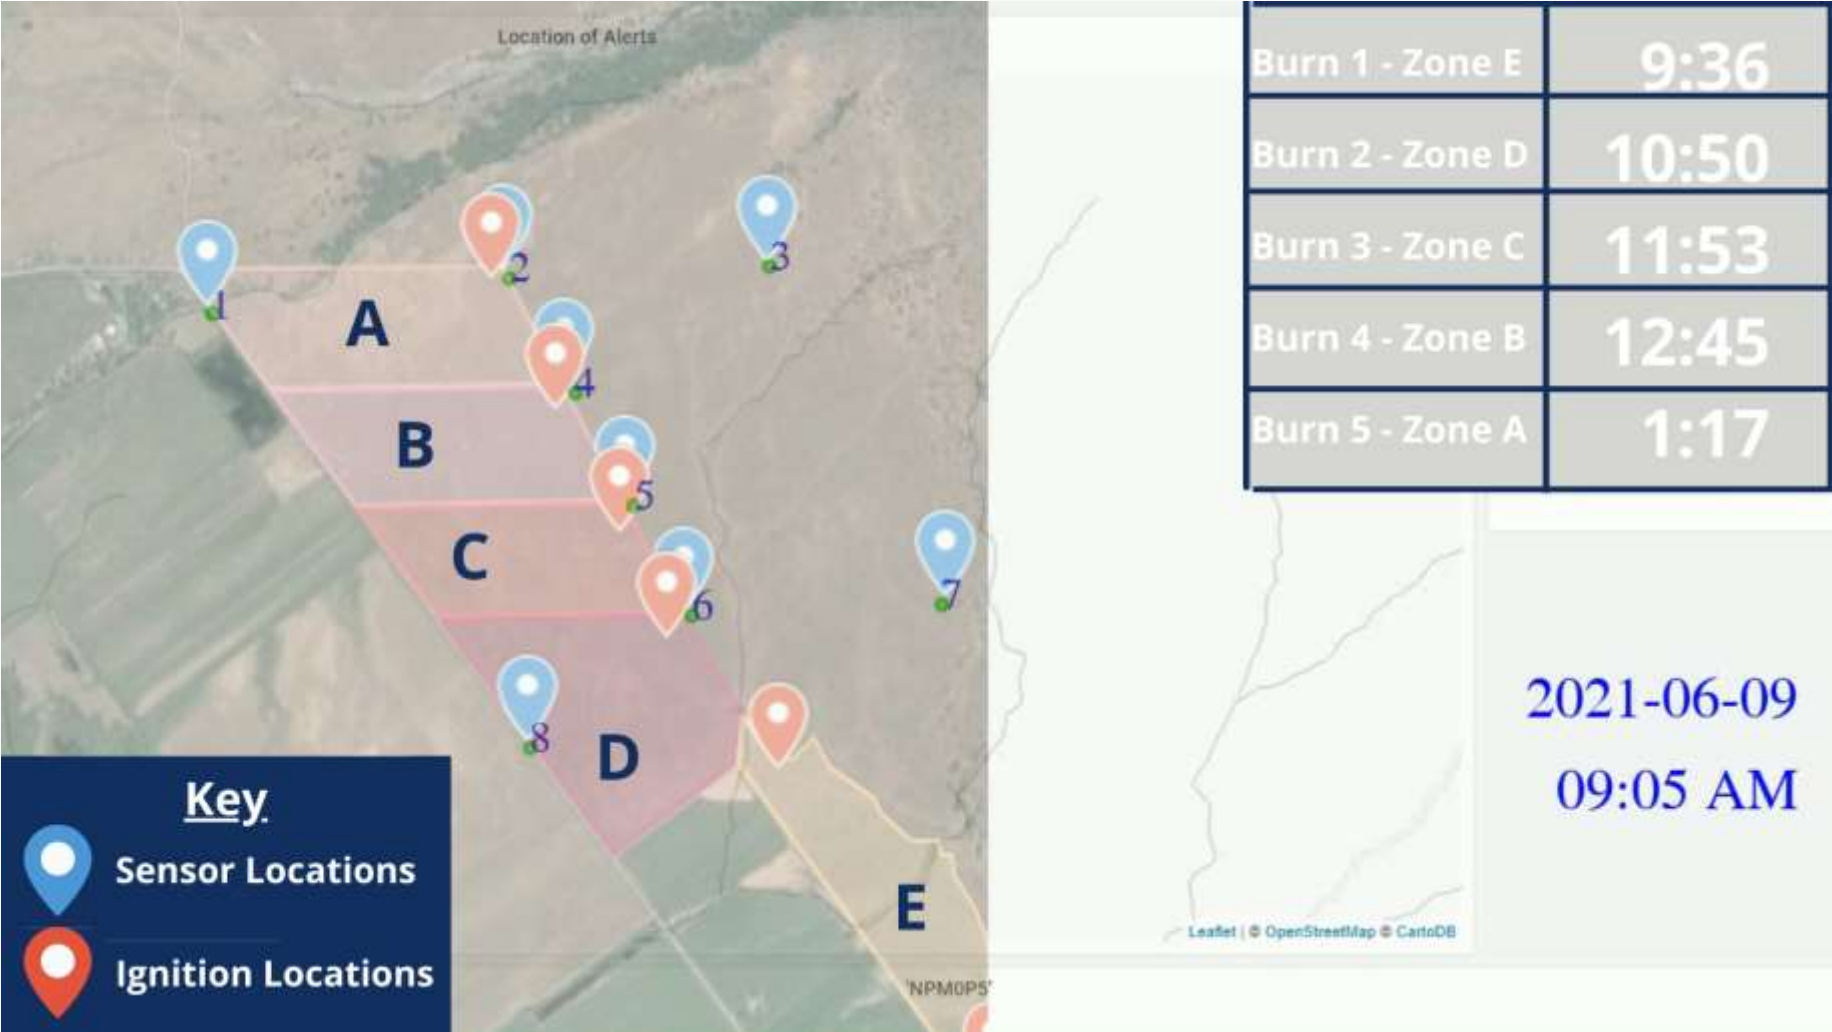 Location of Alerts
Burn 1 - Zone E 9:36
Burn 2 - Zone D 10:50
Burn 3 - Zone C 11:53
Burn 4 - Zone B 12:45
Burn 5 - Zone A 1:17
1
2
3
A
4
B
5
C
6
7
8
D
E
2021-06-09
09:05 AM
Key
Sensor Locations
Ignition Locations
Leaflet | © OpenStreetMap © CartoDB
'NPM0P5'